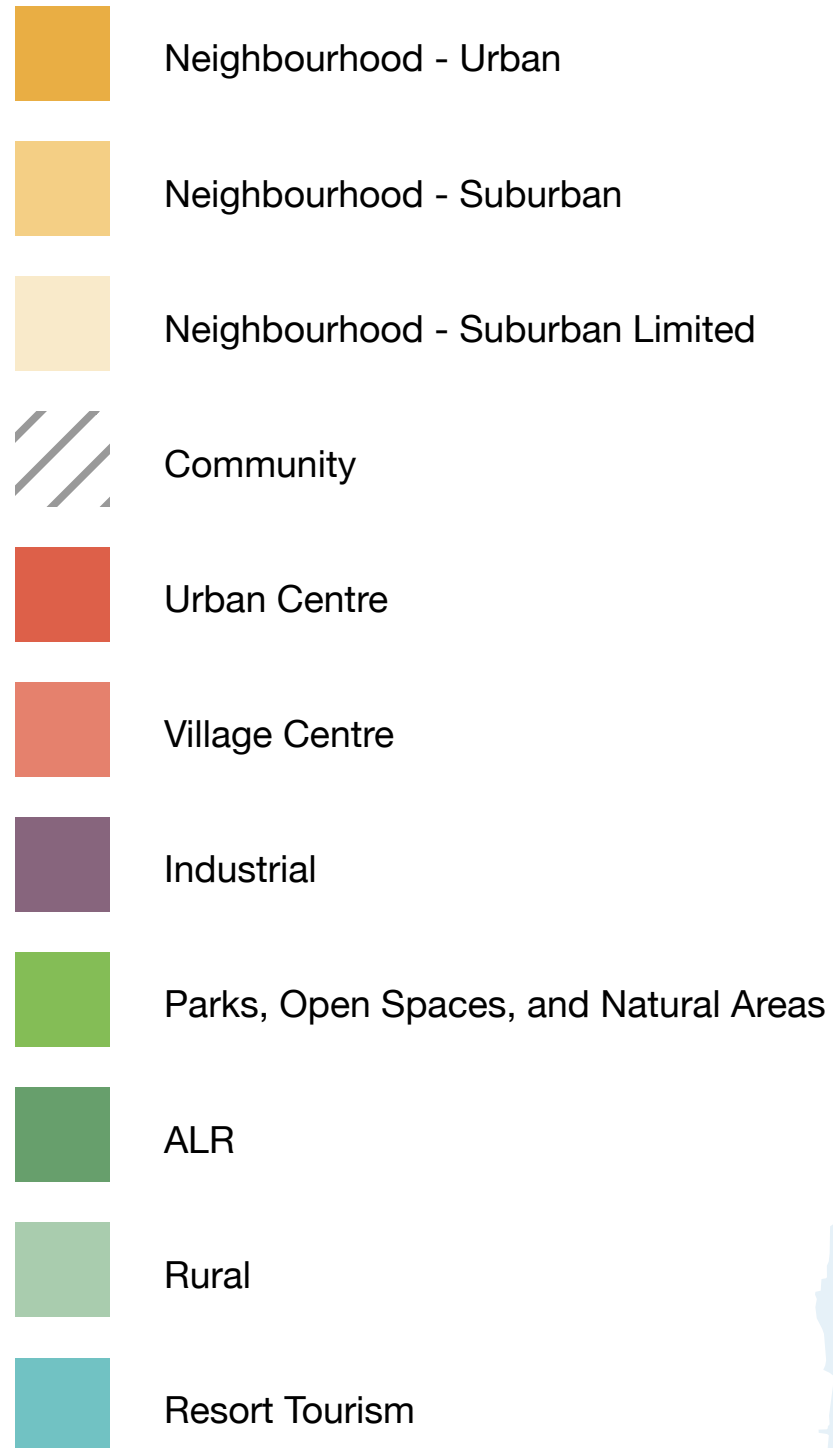 Neighbourhood - Urban
Neighbourhood - Suburban
Neighbourhood - Suburban Limited
Community
Urban Centre
Village Centre
Industrial
Parks, Open Spaces, and Natural Areas
ALR
Rural
Resort Tourism